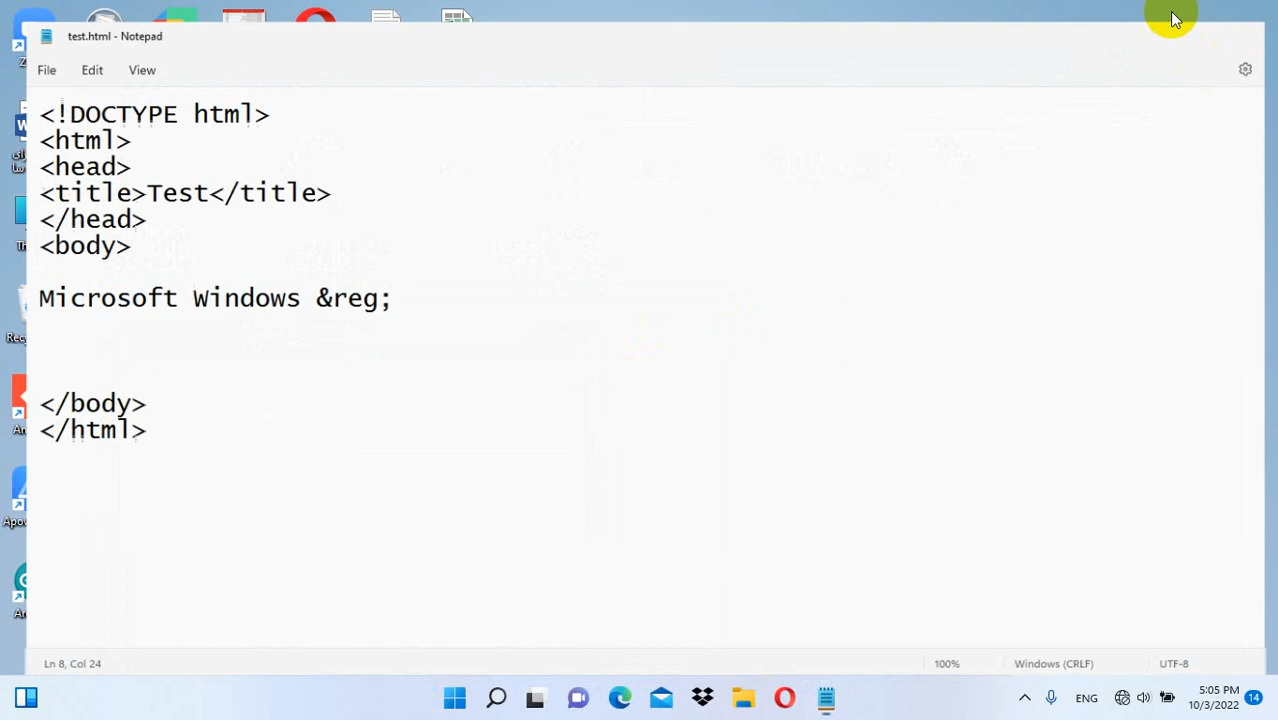 test.html - Notepad
File Edit View
<!DOCTYPE html>
<html>
<head>
<title>Test</title>
</head>
<body>
Microsoft Windows &reg;
</body>
</html>
Ln 8, Col 24 100% Windows (CRLF) UTF-8
ENG 5:05 PM 14
10/3/2022